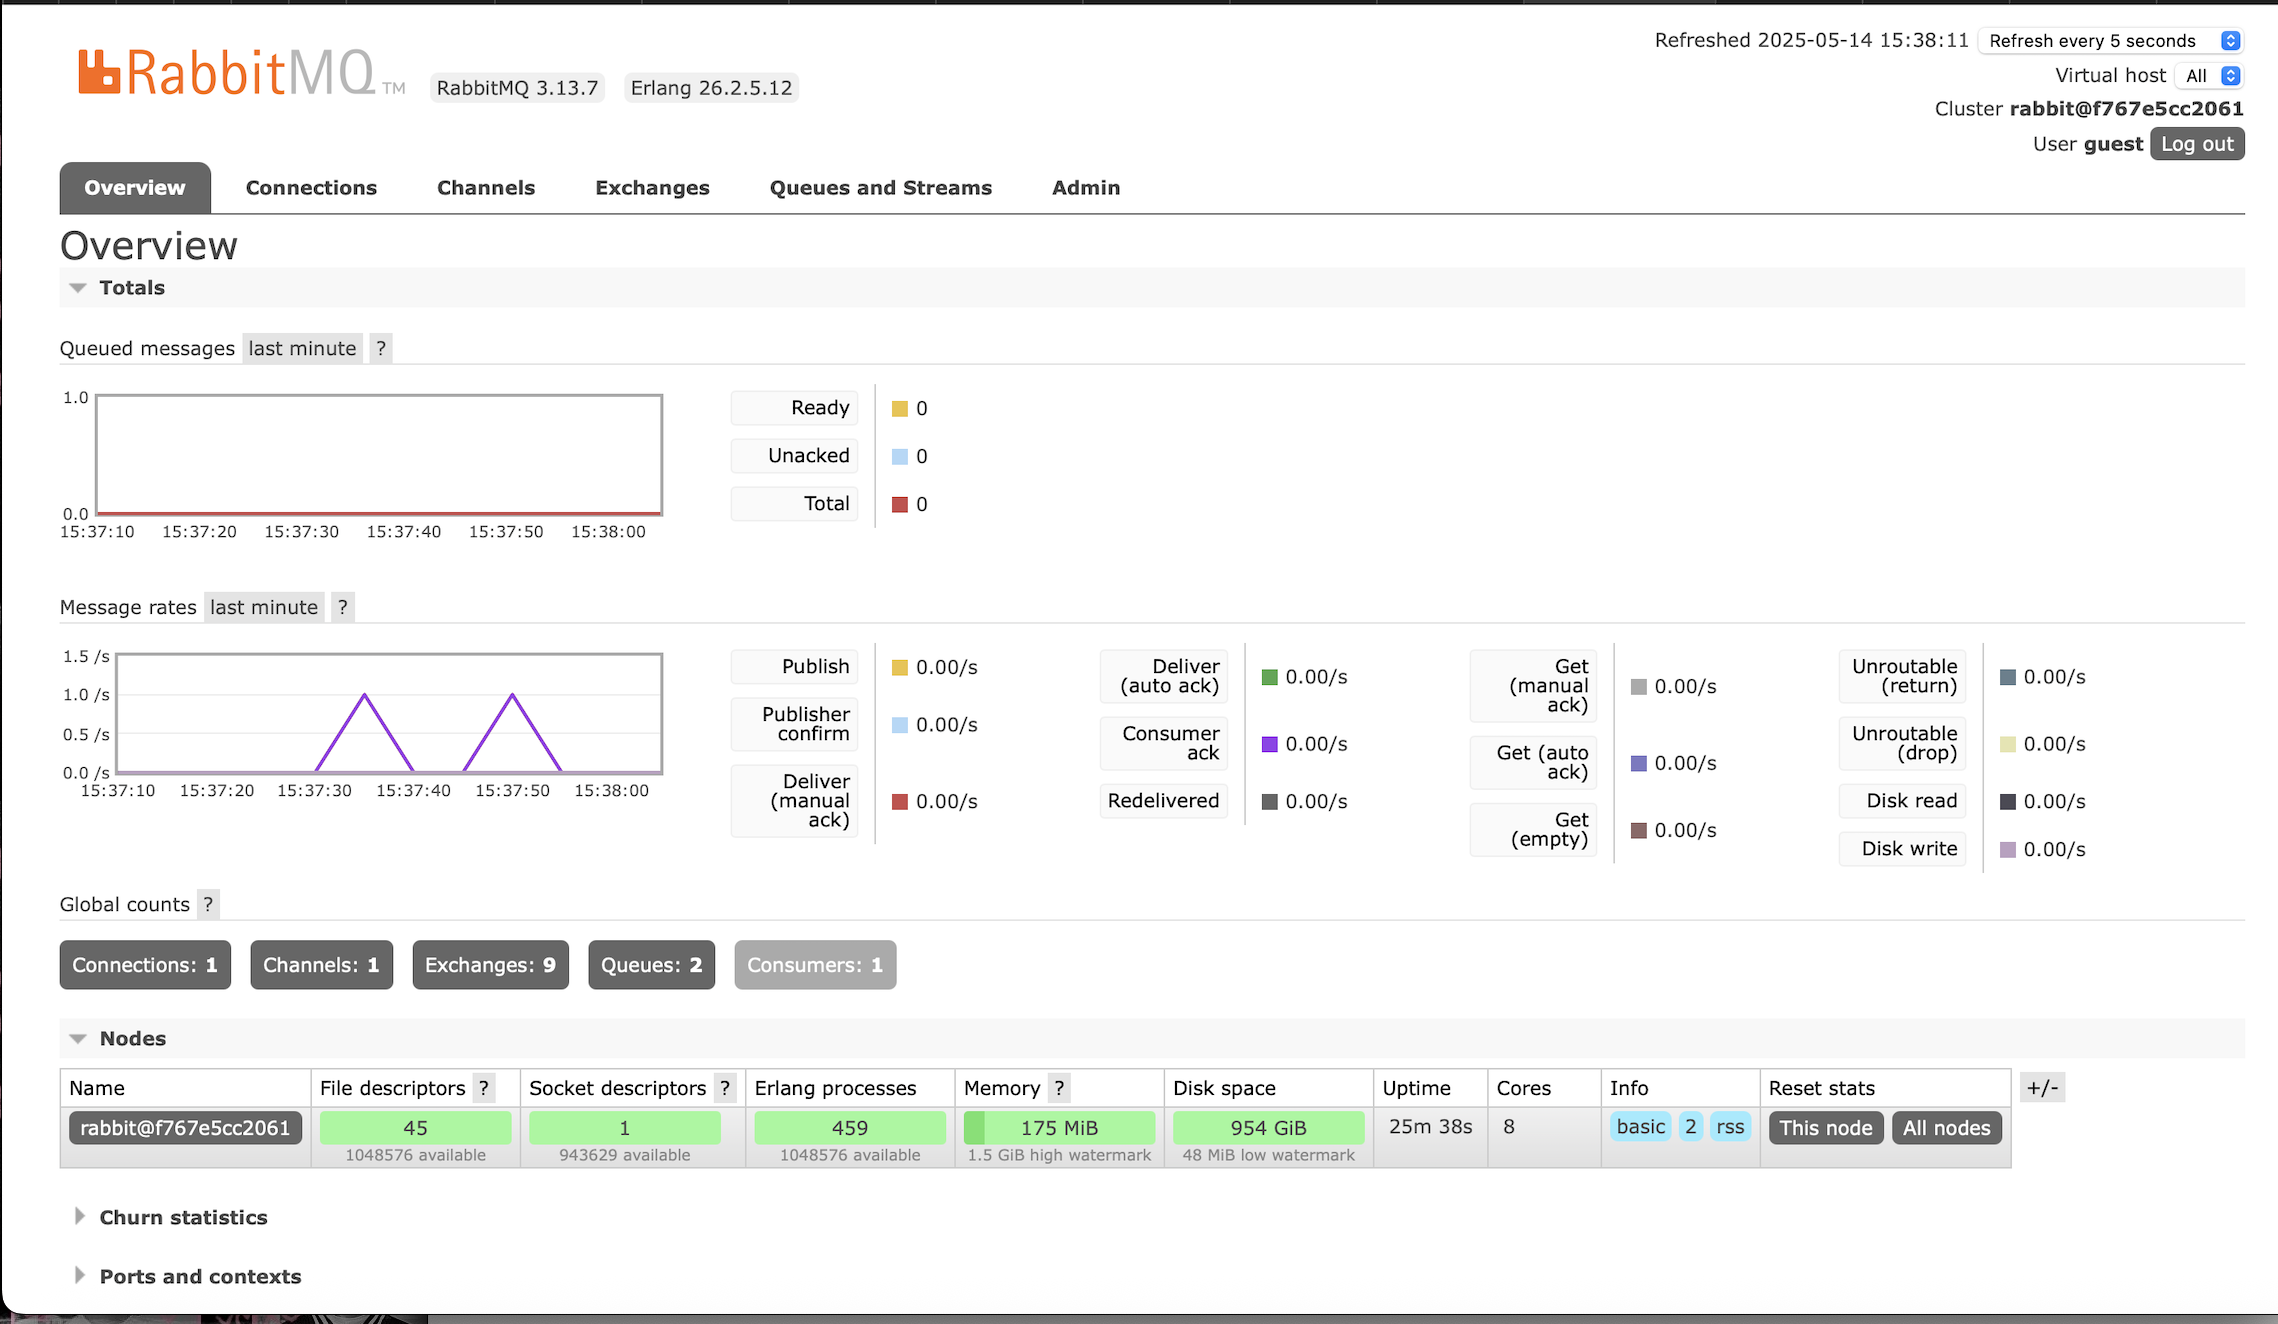 RabbitMQ TM RabbitMQ 3.13.7 Erlang 26.2.5.12
Refreshed 2025-05-14 15:38:11 Refresh every 5 seconds
Virtual host All
Cluster rabbit@f767e5cc2061
User guest Log out
Overview Connections Channels Exchanges Queues and Streams Admin
Overview
Totals
Queued messages last minute ?
1.0
0.0
15:37:10 15:37:20 15:37:30 15:37:40 15:37:50 15:38:00
Ready 0
Unacked 0
Total 0
Message rates last minute ?
1.5 /s
1.0 /s
0.5 /s
0.0 /s
15:37:10 15:37:20 15:37:30 15:37:40 15:37:50 15:38:00
Publish 0.00/s
Publisher
confirm 0.00/s
Deliver
(manual
ack) 0.00/s
Deliver
(auto ack) 0.00/s
Consumer
ack 0.00/s
Redelivered 0.00/s
Get
(manual
ack) 0.00/s
Get (auto
ack) 0.00/s
Get
(empty) 0.00/s
Unroutable
(return) 0.00/s
Unroutable
(drop) 0.00/s
Disk read 0.00/s
Disk write 0.00/s
Global counts ?
Connections: 1 Channels: 1 Exchanges: 9 Queues: 2 Consumers: 1
Nodes
Name File descriptors ? Socket descriptors ? Erlang processes Memory ? Disk space Uptime Cores Info Reset stats +/-
rabbit@f767e5cc2061 45 1 459 175 MiB 954 GiB 25m 38s 8 basic 2 rss This node All nodes
1048576 available 943629 available 1048576 available 1.5 GiB high watermark 48 MiB low watermark
Churn statistics
Ports and contexts